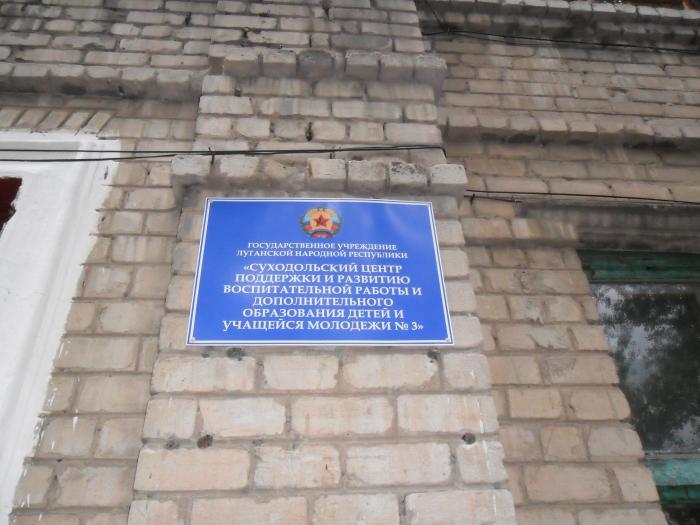 ГОСУДАРСТВЕННОЕ УЧРЕЖДЕНИЕ
ЛУГАНСКОЙ НАРОДНОЙ РЕСПУБЛИКИ
«СУХОДОЛЬСКИЙ ЦЕНТР
ПОДДЕРЖКИ И РАЗВИТИЮ
ВОСПИТАТЕЛЬНОЙ РАБОТЫ И
ДОПОЛНИТЕЛЬНОГО
ОБРАЗОВАНИЯ ДЕТЕЙ И
УЧАЩЕЙСЯ МОЛОДЕЖИ № 3»